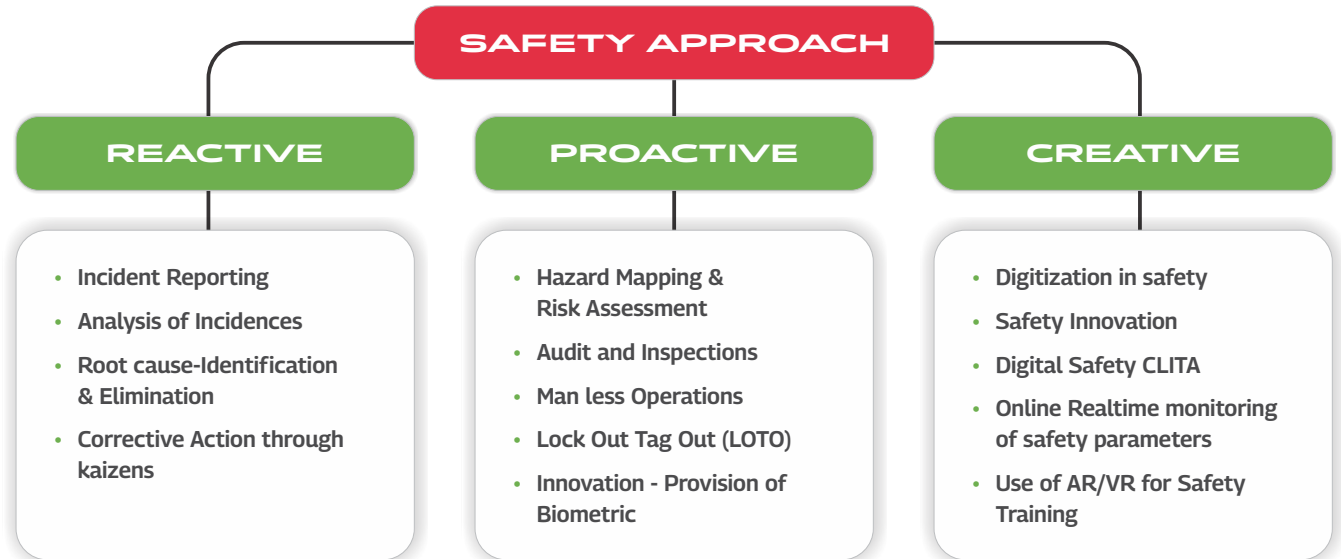 SAFETY APPROACH
REACTIVE
• Incident Reporting
• Analysis of Incidences
• Root cause-Identification
& Elimination
• Corrective Action through
kaizens
PROACTIVE
• Hazard Mapping &
Risk Assessment
• Audit and Inspections
• Man less Operations
• Lock Out Tag Out (LOTO)
• Innovation - Provision of
Biometric
CREATIVE
• Digitization in safety
• Safety Innovation
• Digital Safety CLITA
• Online Realtime monitoring
of safety parameters
• Use of AR/VR for Safety
Training